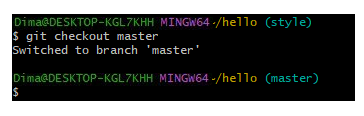 Dima@DESKTOP-KGL7KHH MINGW64 ~/hello (style)
$ git checkout master
Switched to branch 'master'
Dima@DESKTOP-KGL7KHH MINGW64 ~/hello (master)
$